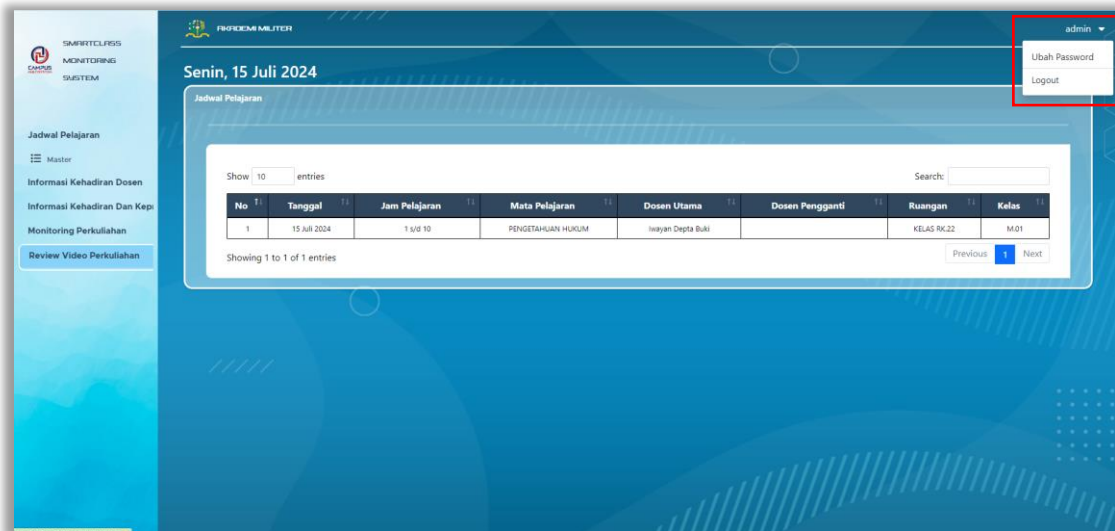 SMARTCLASS
MONITORING
SYSTEM
CAMPUS
AKADEMI MILITER
admin
Ubah Password
Logout
Senin, 15 Juli 2024
Jadwal Pelajaran
Jadwal Pelajaran
Master
Informasi Kehadiran Dosen
Informasi Kehadiran Dan Kep
Monitoring Perkuliahan
Review Video Perkuliahan
Show 10 entries
Search:
No Tanggal Jam Pelajaran Mata Pelajaran Dosen Utama Dosen Pengganti Ruangan Kelas
1 15 Juli 2024 1 s/d 10 PENGETAHUAN HUKUM Iwayan Depta Buki KELAS RK.22 M.01
Showing 1 to 1 of 1 entries
Previous 1 Next